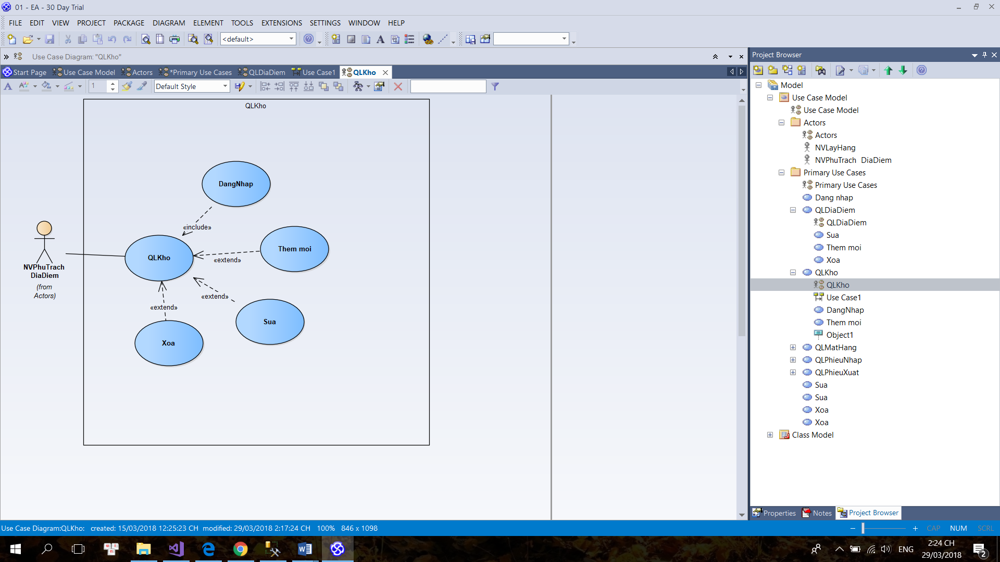 01 - EA - 30 Day Trial
FILE EDIT VIEW PROJECT PACKAGE DIAGRAM ELEMENT TOOLS EXTENSIONS SETTINGS WINDOW HELP
<default>
Use Case Diagram: "QLKho"
Start Page Use Case Model Actors *Primary Use Cases QLDiaDiem Use Case1 QLKho
1 Default Style
QLKho
DangNhap
«include»
Them moi
QLKho
«extend»
NVPhuTrach
DiaDiem
(from
Actors)
«extend»
«extend»
Sua
Xoa
Project Browser
Model
Use Case Model
Use Case Model
Actors
Actors
NVLayHang
NVPhuTrach DiaDiem
Primary Use Cases
Primary Use Cases
Dang nhap
QLDiaDiem
QLDiaDiem
Sua
Them moi
Xoa
QLKho
QLKho
Use Case1
DangNhap
Them moi
Object1
QLMatHang
QLPhieuNhap
QLPhieuXuat
Sua
Sua
Xoa
Xoa
Class Model
Properties Notes Project Browser
Use Case Diagram:QLKho: created: 15/03/2018 12:25:23 CH modified: 29/03/2018 2:17:24 CH 100% 846 x 1098
CAP NUM SCRL
ENG
2:24 CH
29/03/2018
2